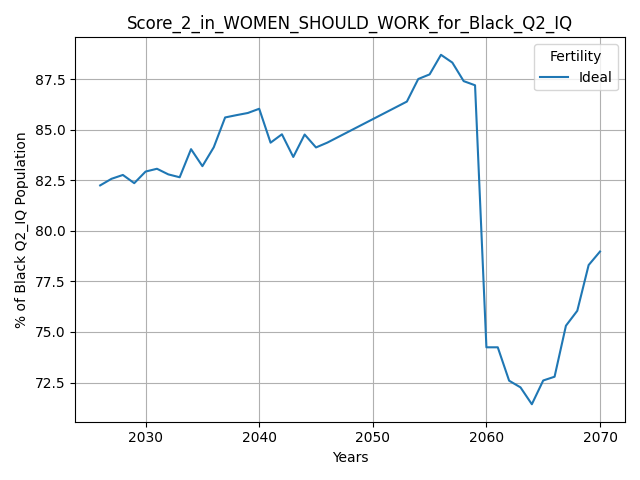 Score_2_in_WOMEN_SHOULD_WORK_for_Black_Q2_IQ
Fertility
Ideal
87.5
85.0
82.5
80.0
77.5
75.0
72.5
% of Black Q2_IQ Population
2030 2040 2050 2060 2070
Years